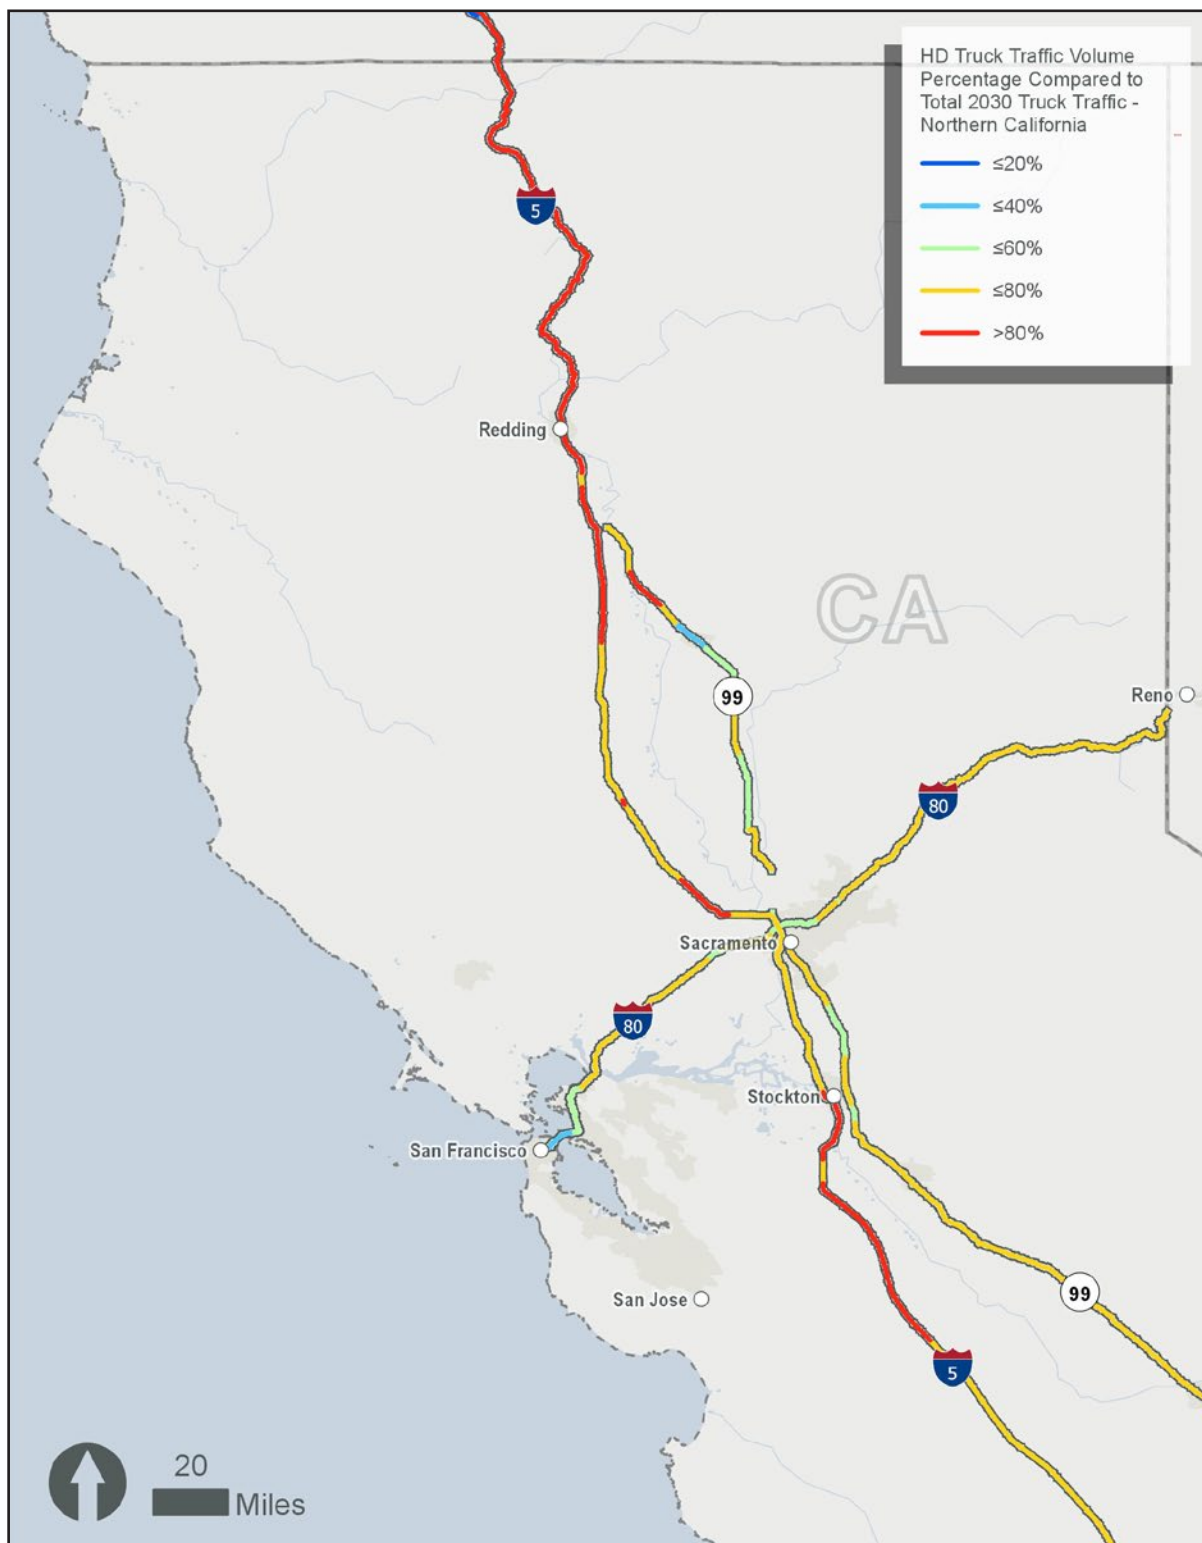 HD Truck Traffic Volume
Percentage Compared to
Total 2030 Truck Traffic -
Northern California
≤20%
≤40%
≤60%
≤80%
>80%
5
Redding
CA
99
Reno
80
Sacramento
80
Stockton
San Francisco
99
San Jose
5
20
Miles